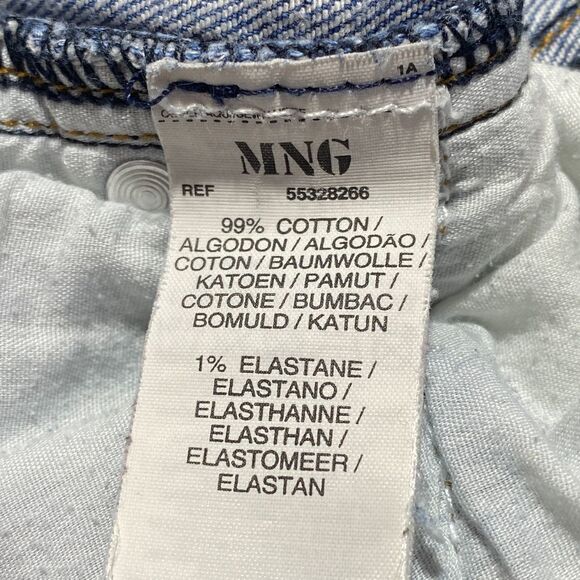 1A
MNG
REF 55328266
99% COTTON /
ALGODON / ALGODÃO /
COTON / BAUMWOLLE /
KATOEN / PAMUT /
COTONE / BUMBAC /
BOMULD / KATUN
1% ELASTANE /
ELASTANO /
ELASTHANNE /
ELASTHAN /
ELASTOMEER /
ELASTAN